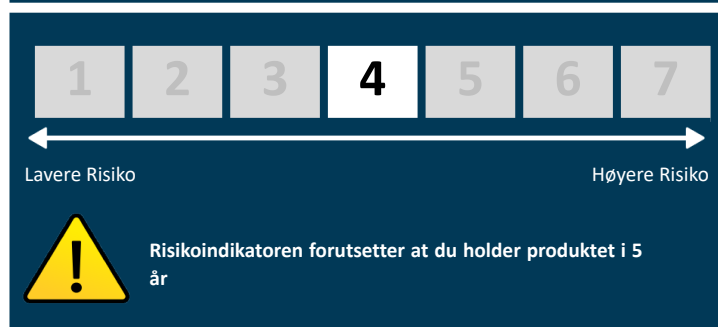 1 2 3 4 5 6 7
Lavere Risiko Høyere Risiko
!
Risikoindikatoren forutsetter at du holder produktet i 5
år